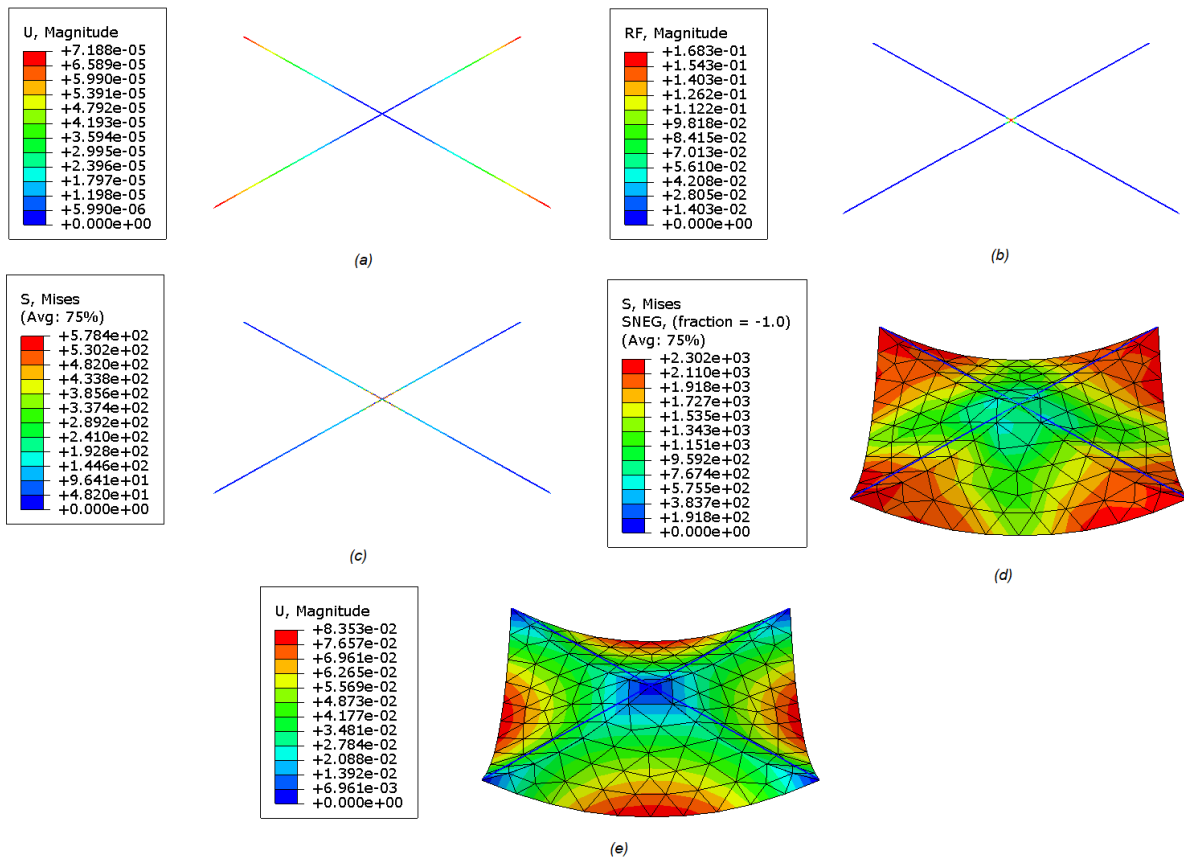 U, Magnitude
+7.188e-05
+6.589e-05
+5.990e-05
+5.391e-05
+4.792e-05
+4.193e-05
+3.594e-05
+2.995e-05
+2.396e-05
+1.797e-05
+1.198e-05
+5.990e-06
+0.000e+00
(a)
RF, Magnitude
+1.683e-01
+1.543e-01
+1.403e-01
+1.262e-01
+1.122e-01
+9.818e-02
+8.415e-02
+7.013e-02
+5.610e-02
+4.208e-02
+2.805e-02
+1.403e-02
+0.000e+00
(b)
S, Mises
(Avg: 75%)
+5.784e+02
+5.302e+02
+4.820e+02
+4.338e+02
+3.856e+02
+3.374e+02
+2.892e+02
+2.410e+02
+1.928e+02
+1.446e+02
+9.641e+01
+4.820e+01
+0.000e+00
(c)
S, Mises
SNEG, (fraction = -1.0)
(Avg: 75%)
+2.302e+03
+2.110e+03
+1.918e+03
+1.727e+03
+1.535e+03
+1.343e+03
+1.151e+03
+9.592e+02
+7.674e+02
+5.755e+02
+3.837e+02
+1.918e+02
+0.000e+00
(d)
U, Magnitude
+8.353e-02
+7.657e-02
+6.961e-02
+6.265e-02
+5.569e-02
+4.873e-02
+4.177e-02
+3.481e-02
+2.784e-02
+2.088e-02
+1.392e-02
+6.961e-03
+0.000e+00
(e)